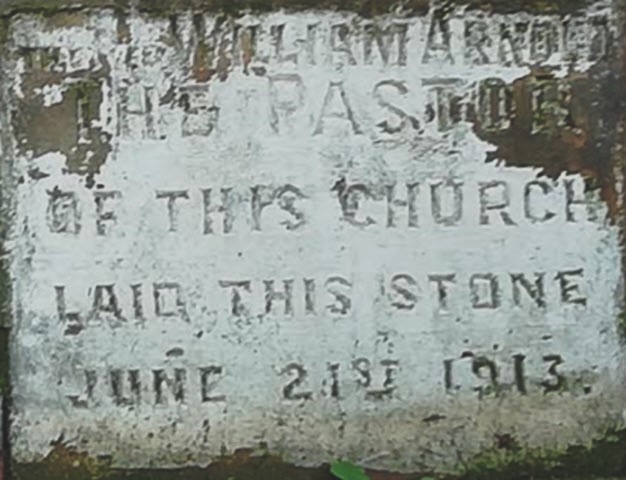 WILLIAM ARNOLD
THE PASTOR
OF THIS CHURCH
LAID THIS STONE
JUNE 21ST 1913.